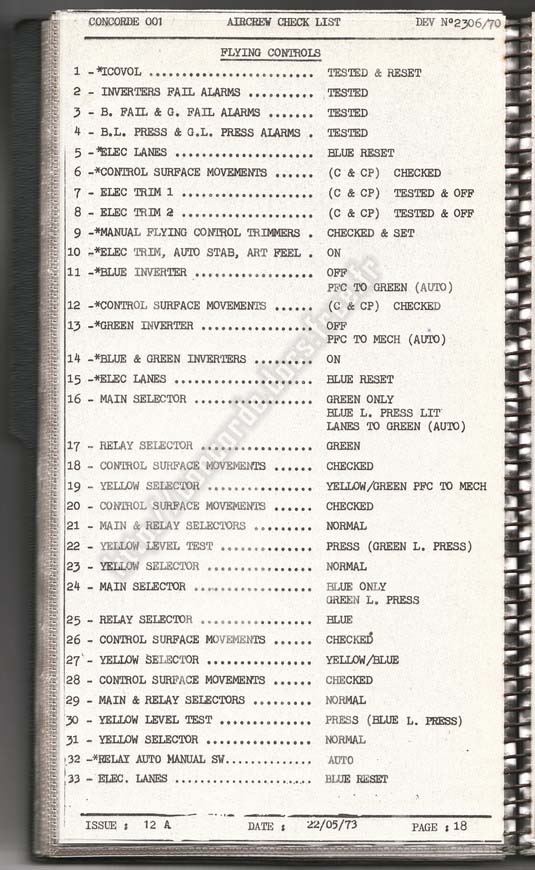 CONCORDE 001 AIRCREW CHECK LIST DEV Nº2306/70
FLYING CONTROLS
1 -*ICOVOL ........................ TESTED & RESET
2 - INVERTERS FAIL ALARMS ......... TESTED
3 - B. FAIL & G. FAIL ALARMS ....... TESTED
4 - B.L. PRESS & G.L. PRESS ALARMS . TESTED
5 -*ELEC LANES .................... BLUE RESET
6 -*CONTROL SURFACE MOVEMENTS ...... (C & CP) CHECKED
7 - ELEC TRIM 1 .................... (C & CP) TESTED & OFF
8 - ELEC TRIM 2 .................... (C & CP) TESTED & OFF
9 -*MANUAL FLYING CONTROL TRIMMERS . CHECKED & SET
10 -*ELEC TRIM, AUTO STAB, ART FEEL . ON
11 -*BLUE INVERTER ................. OFF
PFC TO GREEN (AUTO)
12 -*CONTROL SURFACE MOVEMENTS ...... (C & CP) CHECKED
13 -*GREEN INVERTER ................ OFF
PFC TO MECH (AUTO)
14 -*BLUE & GREEN INVERTERS ......... ON
15 -*ELEC LANES .................... BLUE RESET
16 - MAIN SELECTOR ................. GREEN ONLY
BLUE L. PRESS LIT
LANES TO GREEN (AUTO)
17 - RELAY SELECTOR ................ GREEN
18 - CONTROL SURFACE MOVEMENTS ...... CHECKED
19 - YELLOW SELECTOR ............... YELLOW/GREEN PFC TO MECH
20 - CONTROL SURFACE MOVEMENTS ...... CHECKED
21 - MAIN & RELAY SELECTORS ......... NORMAL
22 - YELLOW LEVEL TEST .............. PRESS (GREEN L. PRESS)
23 - YELLOW SELECTOR ................ NORMAL
24 - MAIN SELECTOR ................. BLUE ONLY
GREEN L. PRESS
25 - RELAY SELECTOR ................ BLUE
26 - CONTROL SURFACE MOVEMENTS ...... CHECKED
27 - YELLOW SELECTOR ................ YELLOW/BLUE
28 - CONTROL SURFACE MOVEMENTS ...... CHECKED
29 - MAIN & RELAY SELECTORS ......... NORMAL
30 - YELLOW LEVEL TEST .............. PRESS (BLUE L. PRESS)
31 - YELLOW SELECTOR ................ NORMAL
32 -*RELAY AUTO MANUAL SW............. AUTO
33 - ELEC. LANES .................... BLUE RESET
ISSUE : 12 A DATE : 22/05/73 PAGE : 18